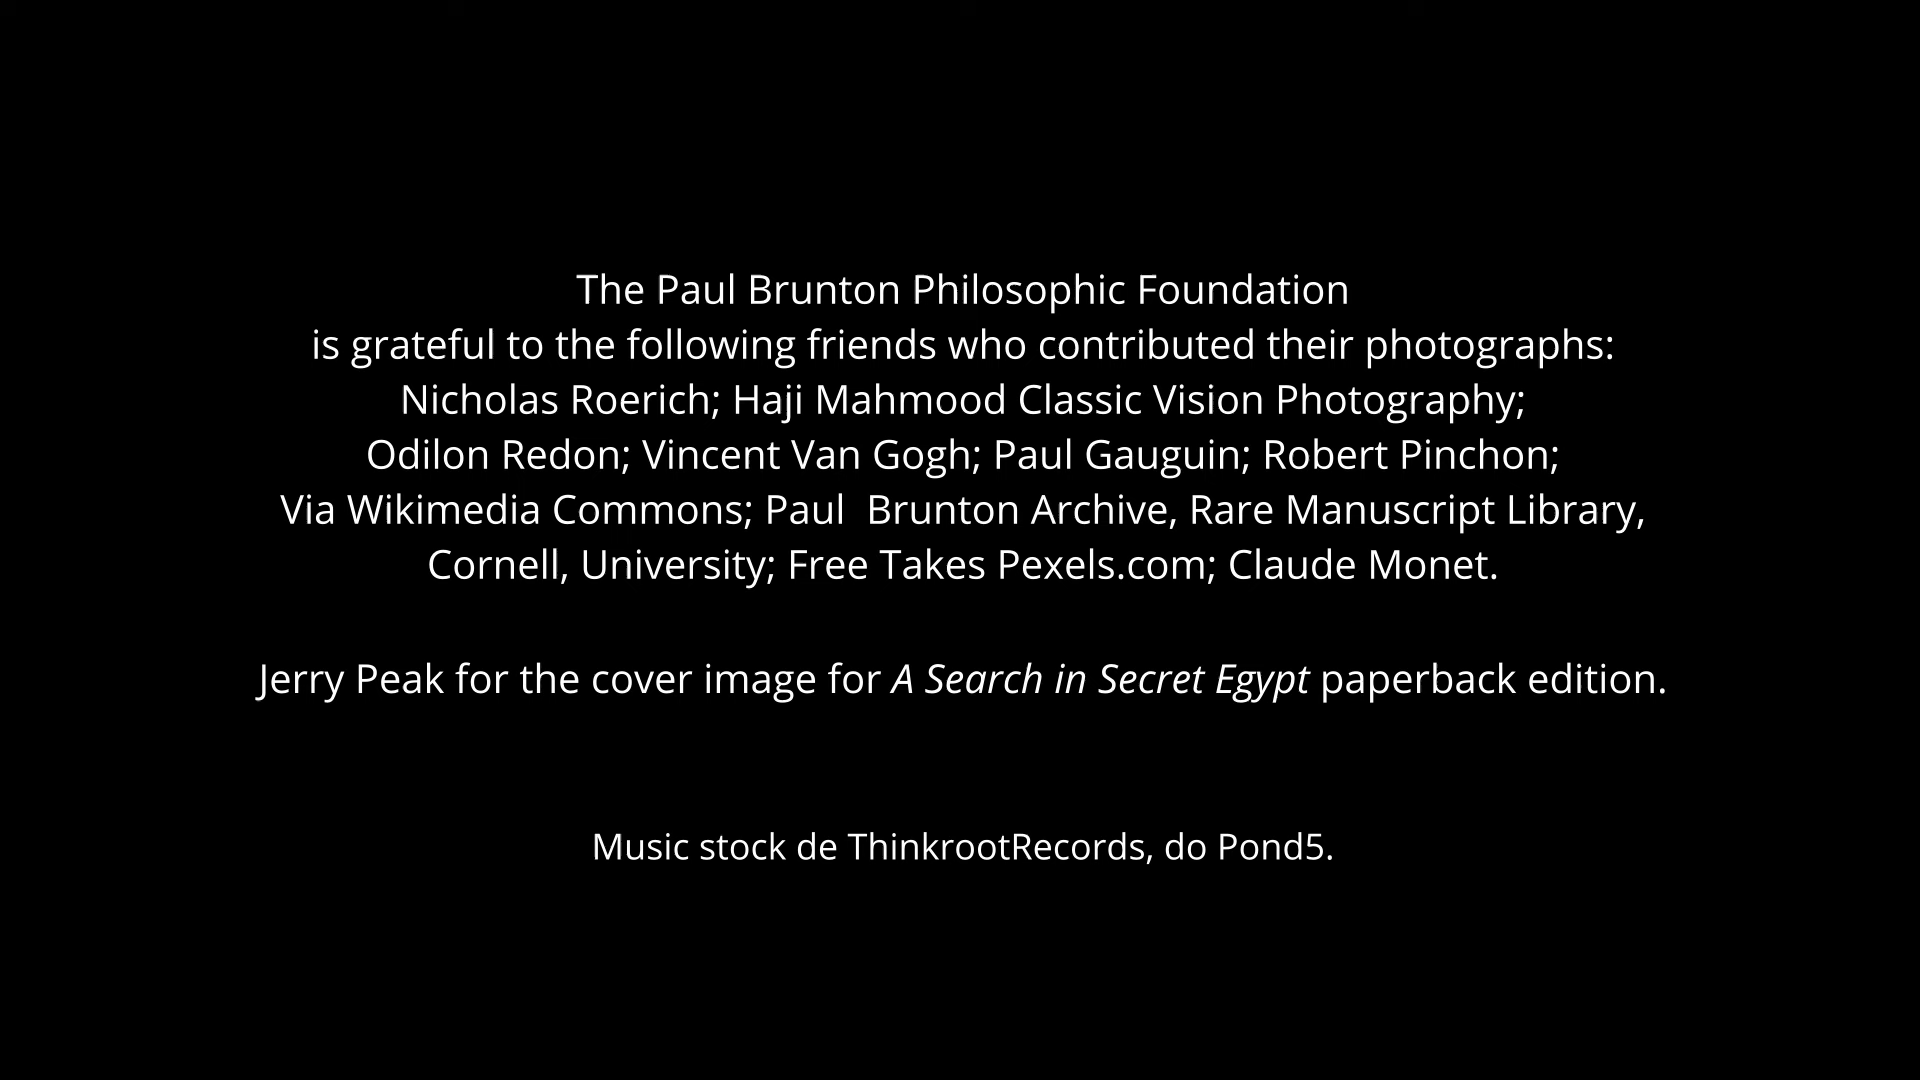 The Paul Brunton Philosophic Foundation
is grateful to the following friends who contributed their photographs:
Nicholas Roerich; Haji Mahmood Classic Vision Photography;
Odilon Redon; Vincent Van Gogh; Paul Gauguin; Robert Pinchon;
Via Wikimedia Commons; Paul  Brunton Archive, Rare Manuscript Library,
Cornell, University; Free Takes Pexels.com; Claude Monet.
Jerry Peak for the cover image for A Search in Secret Egypt paperback edition.
Music stock de ThinkrootRecords, do Pond5.